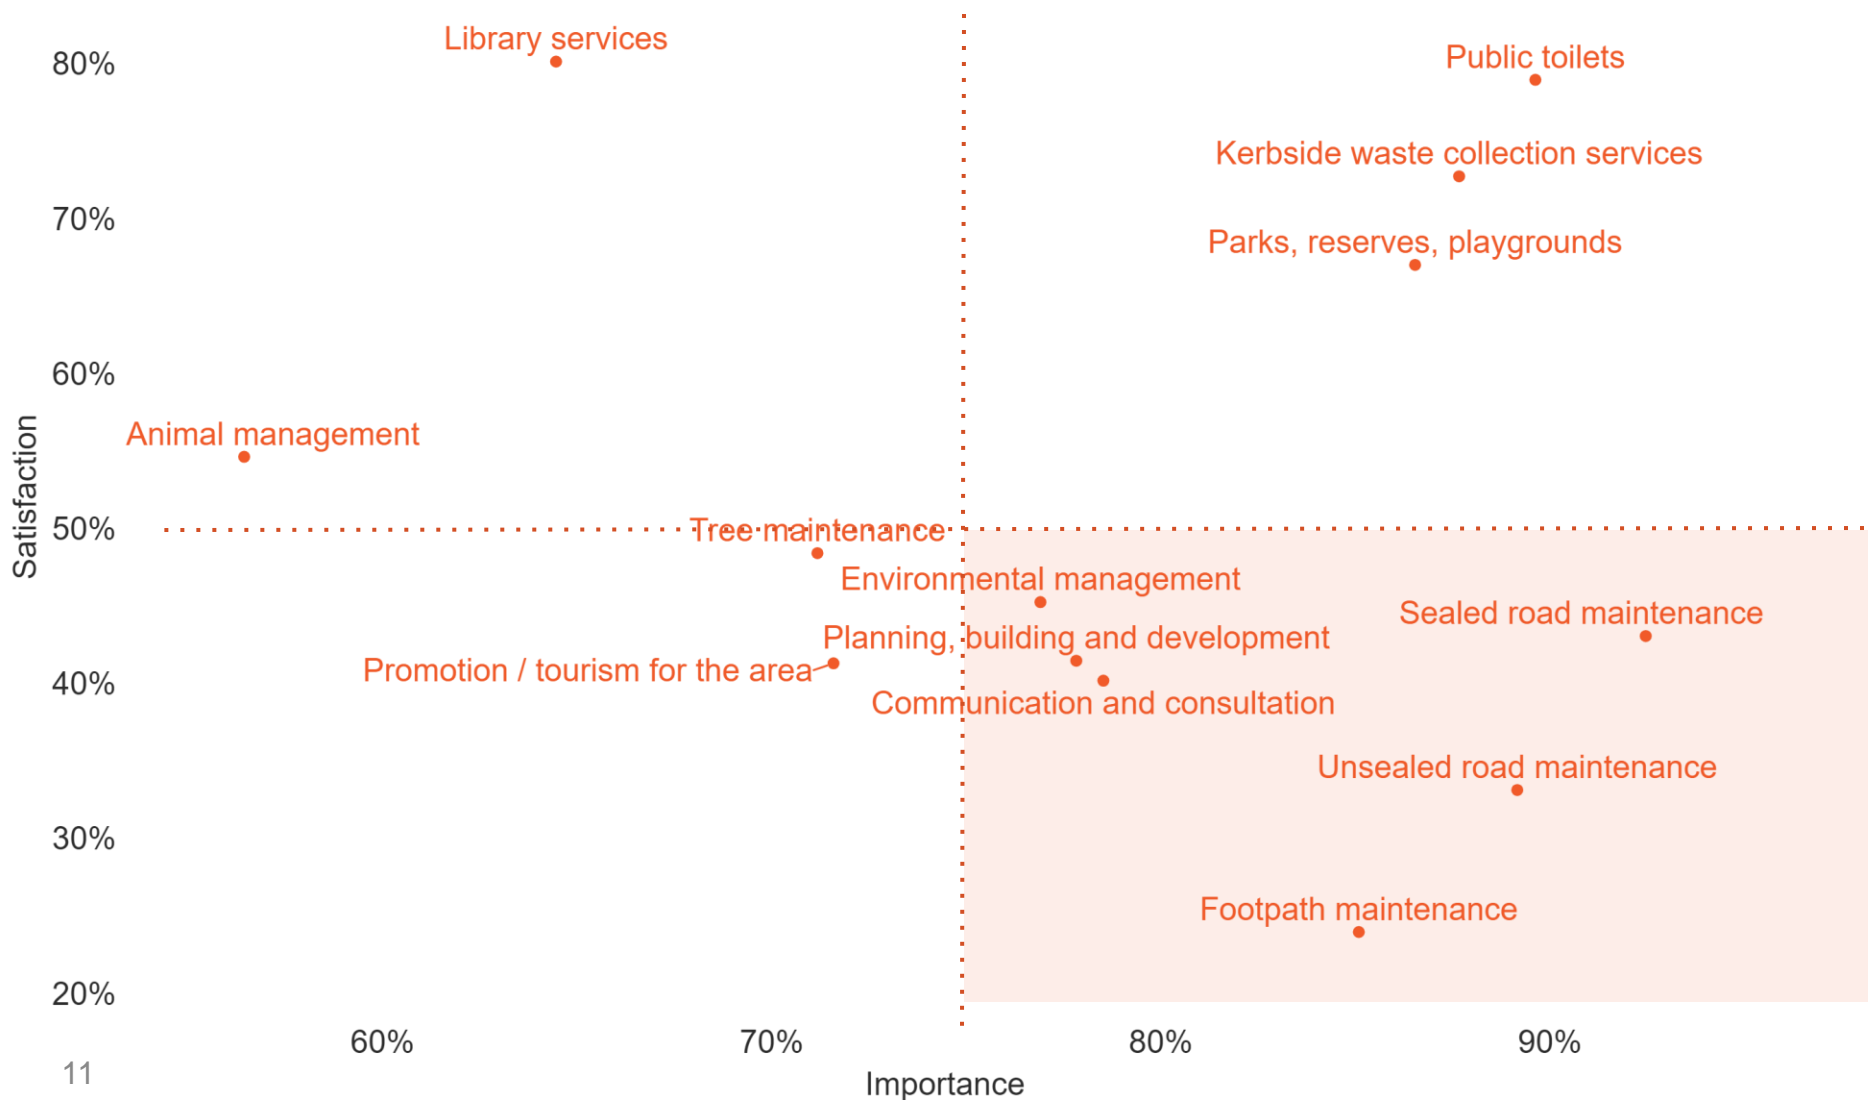 Library services
80%
Public toilets
Kerbside waste collection services
70%
Parks, reserves, playgrounds
60%
Animal management
Satisfaction
50%
Tree maintenance
Environmental management
Sealed road maintenance
Planning, building and development
Promotion / tourism for the area
40%
Communication and consultation
Unsealed road maintenance
30%
Footpath maintenance
20%
60% 70% 80% 90%
11
Importance